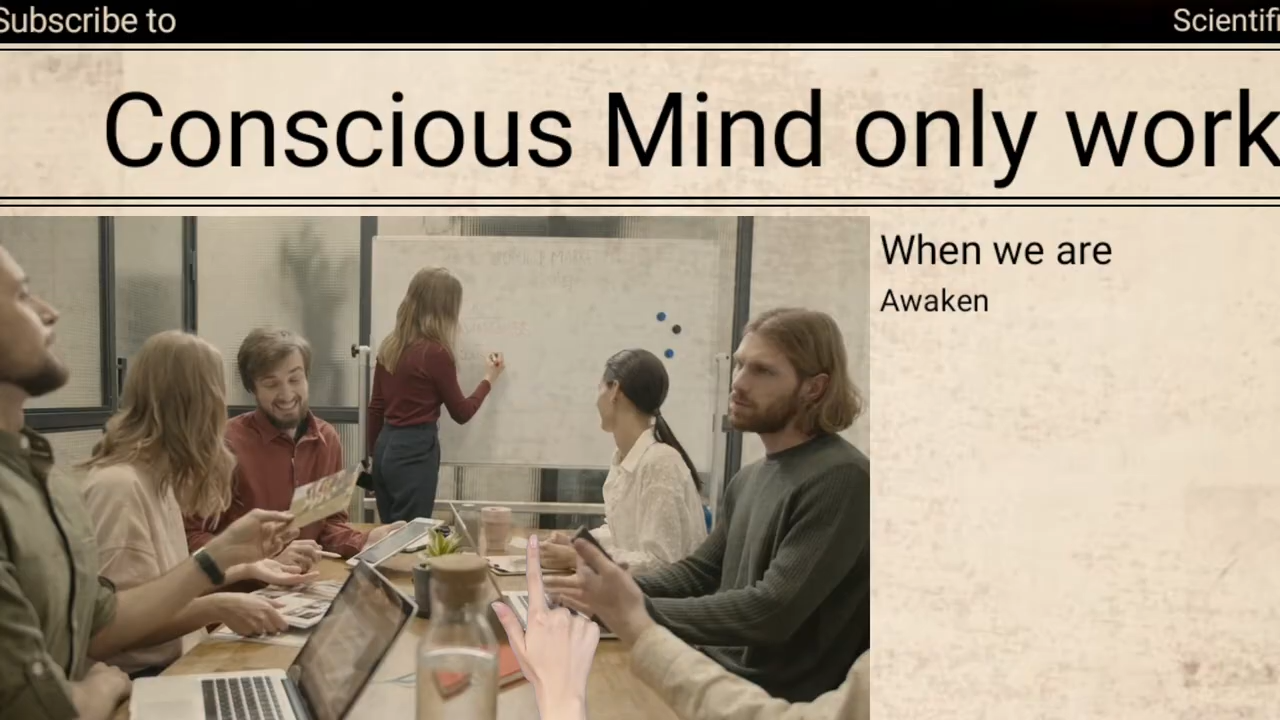 Subscribe to
Scientifi
Conscious Mind only work
When we are
Awaken